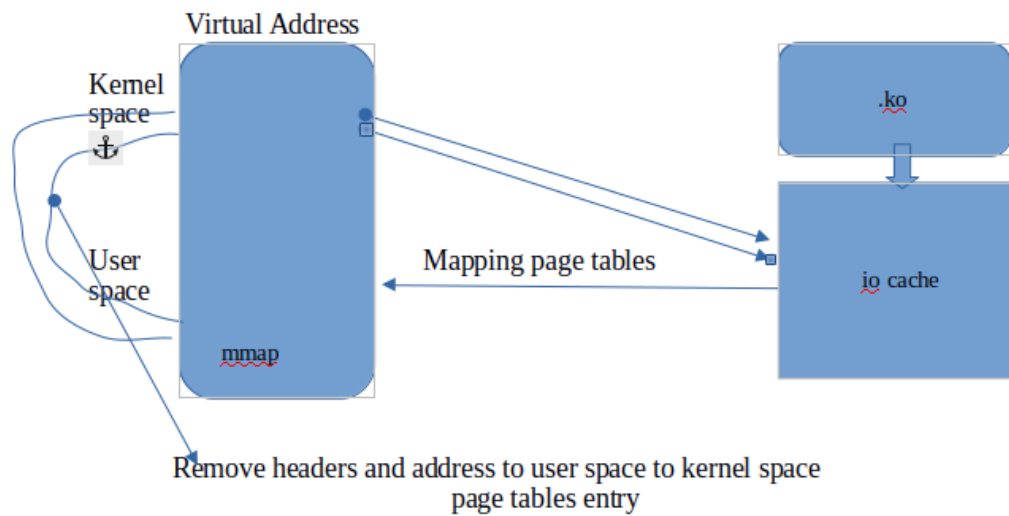 Virtual Address
Kernel
space
.ko
User
space
Mapping page tables
io cache
mmap
Remove headers and address to user space to kernel space
page tables entry